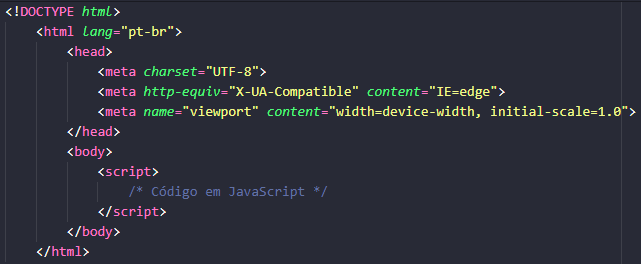 <!DOCTYPE html>
<html lang="pt-br">
<head>
<meta charset="UTF-8">
<meta http-equiv="X-UA-Compatible" content="IE=edge">
<meta name="viewport" content="width=device-width, initial-scale=1.0">
</head>
<body>
<script>
/* Código em JavaScript */
</script>
</body>
</html>